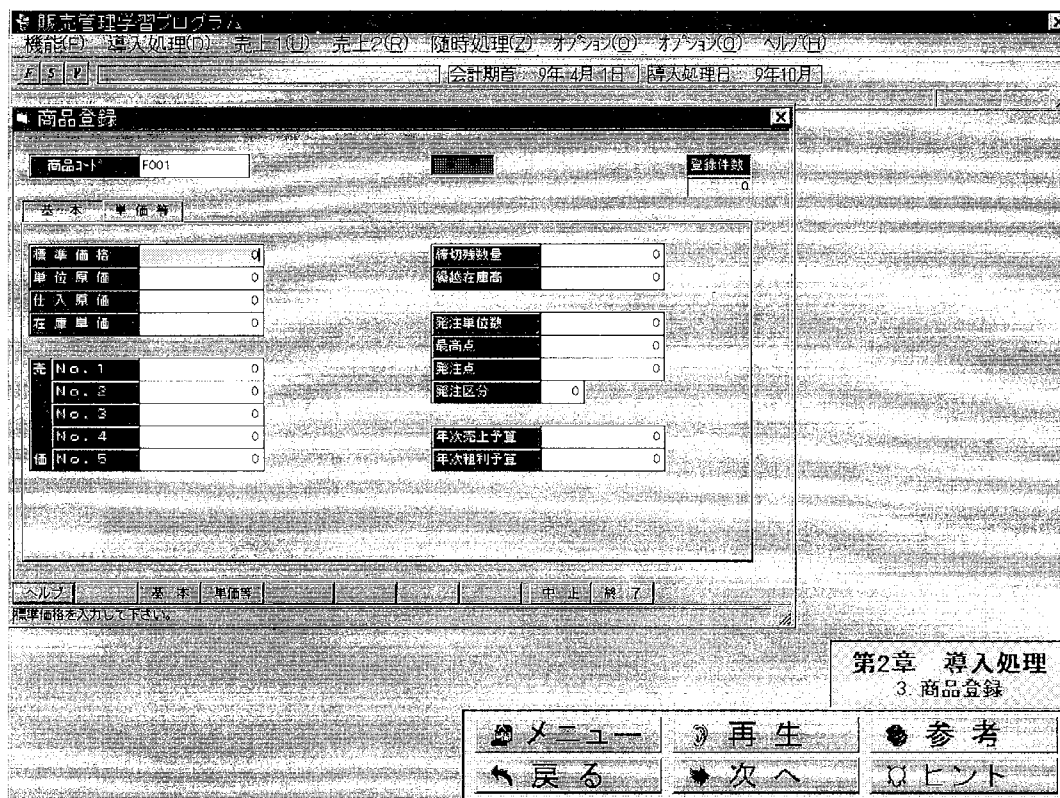 販売管理学習プログラム
機能(F) 導入処理(D) 売上1(U) 売上2(R) 随時処理(Z) オプション(O) オプション(Q) ヘルプ(H)
F S V 会計期首 9年 4月 1日 導入処理日 9年10月
商品登録
商品コード F001 登録件数
0
基 本 単価等
標準価格 0 締切残数量 0
単位原価 0 繰越在庫高 0
仕入原価 0
在庫単価 0 発注単位数 0
最高点 0
売 No.1 0 発注点 0
No.2 0 発注区分 0
No.3 0
No.4 0 年次売上予算 0
価 No.5 0 年次粗利予算 0
ヘルプ 基 本 単価等 中 止 終 了
標準価格を入力して下さい。
第2章 導入処理
3. 商品登録
メニュー 再 生 参 考
戻 る 次 へ ヒント